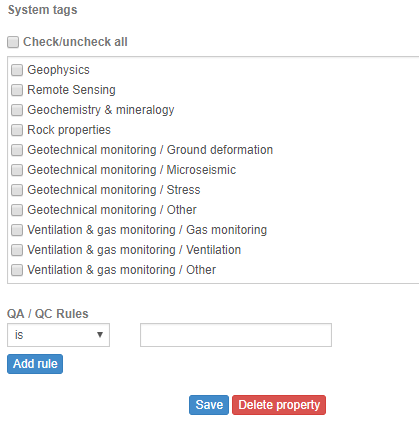 System tags
Check/uncheck all
Geophysics
Remote Sensing
Geochemistry & mineralogy
Rock properties
Geotechnical monitoring / Ground deformation
Geotechnical monitoring / Microseismic
Geotechnical monitoring / Stress
Geotechnical monitoring / Other
Ventilation & gas monitoring / Gas monitoring
Ventilation & gas monitoring / Ventilation
Ventilation & gas monitoring / Other
QA / QC Rules
is
Add rule
Save Delete property